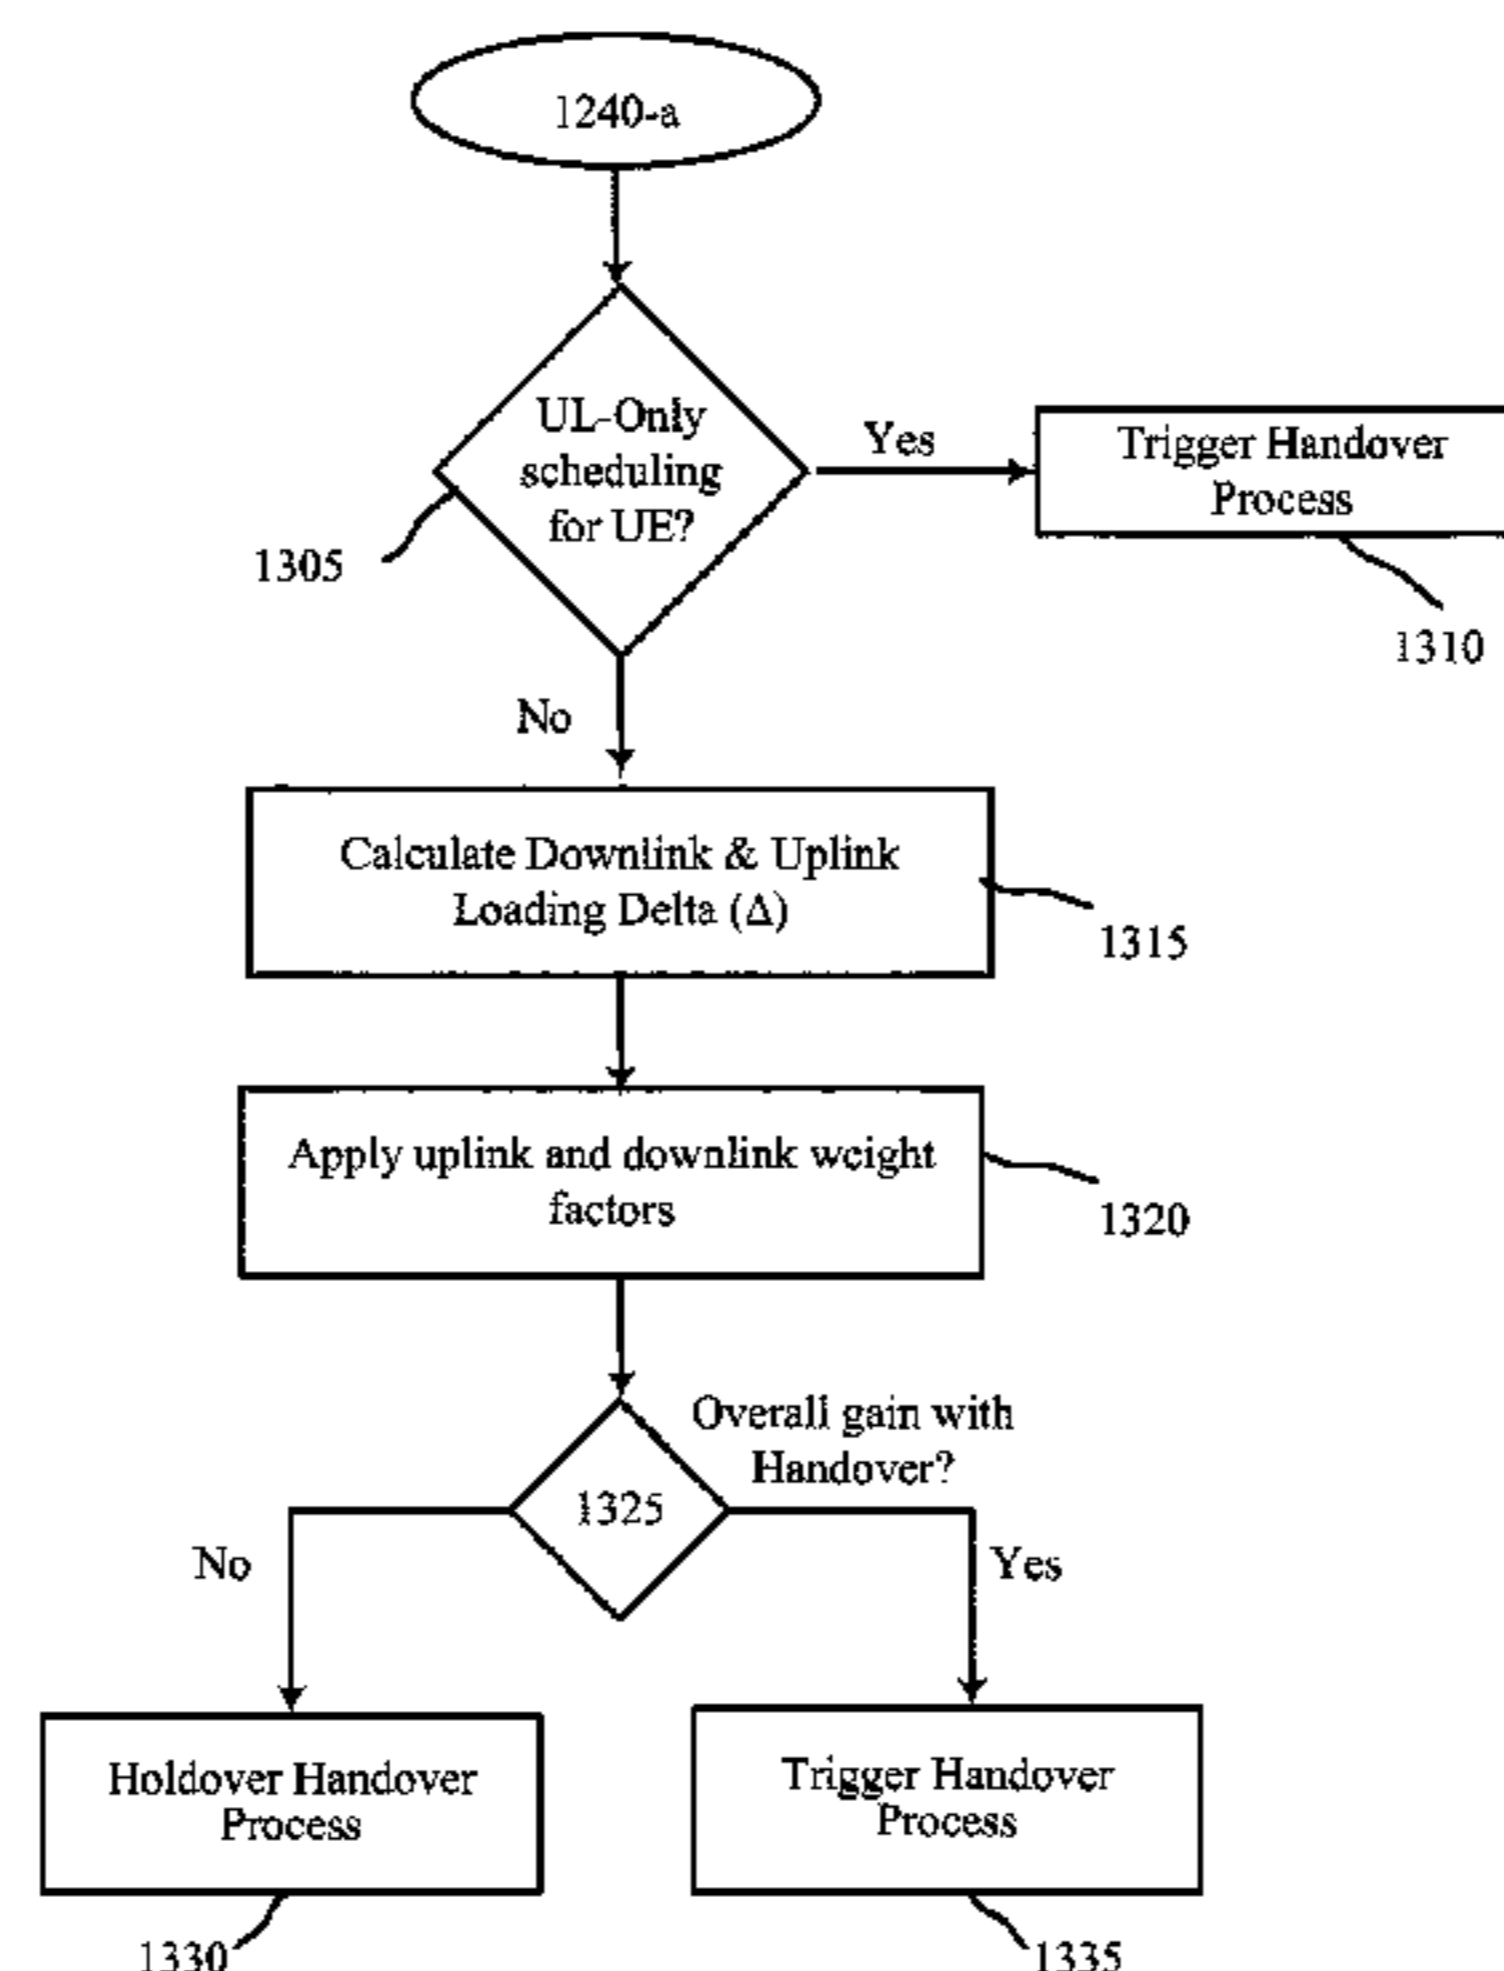 1240-a
UL-Only
scheduling
for UE?
1305
Yes
Trigger Handover
Process
1310
No
Calculate Downlink & Uplink
Loading Delta (Δ)
1315
Apply uplink and downlink weight
factors
1320
Overall gain with
Handover?
1325
No
Yes
Holdover Handover
Process
1330
Trigger Handover
Process
1335